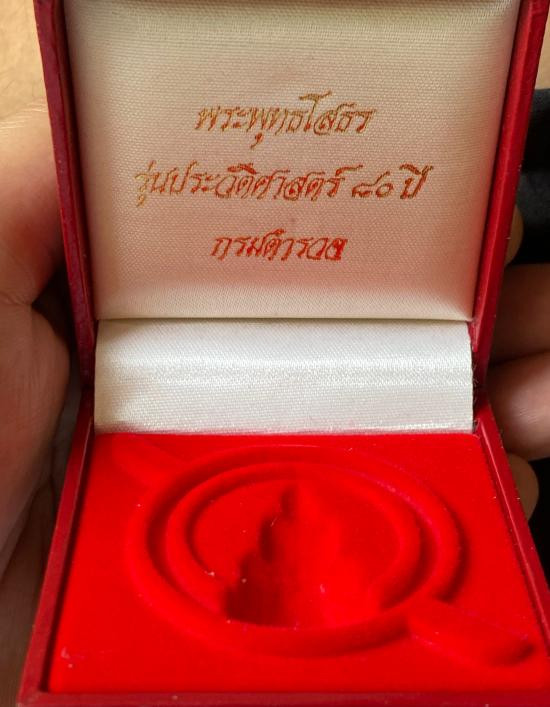 พระพุทธโสธร
รุ่นประวัติศาสตร์ ๘๐ ปี
กรมตำรวจ